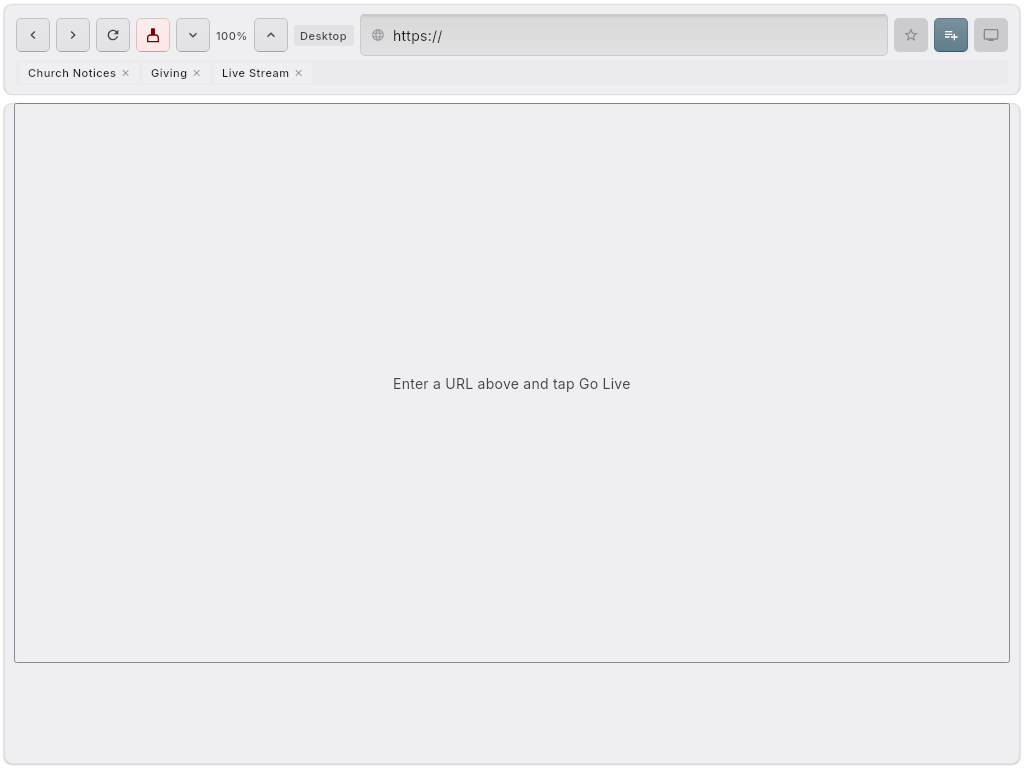 100%
Desktop
https://
Church Notices
Giving
Live Stream
Enter a URL above and tap Go Live